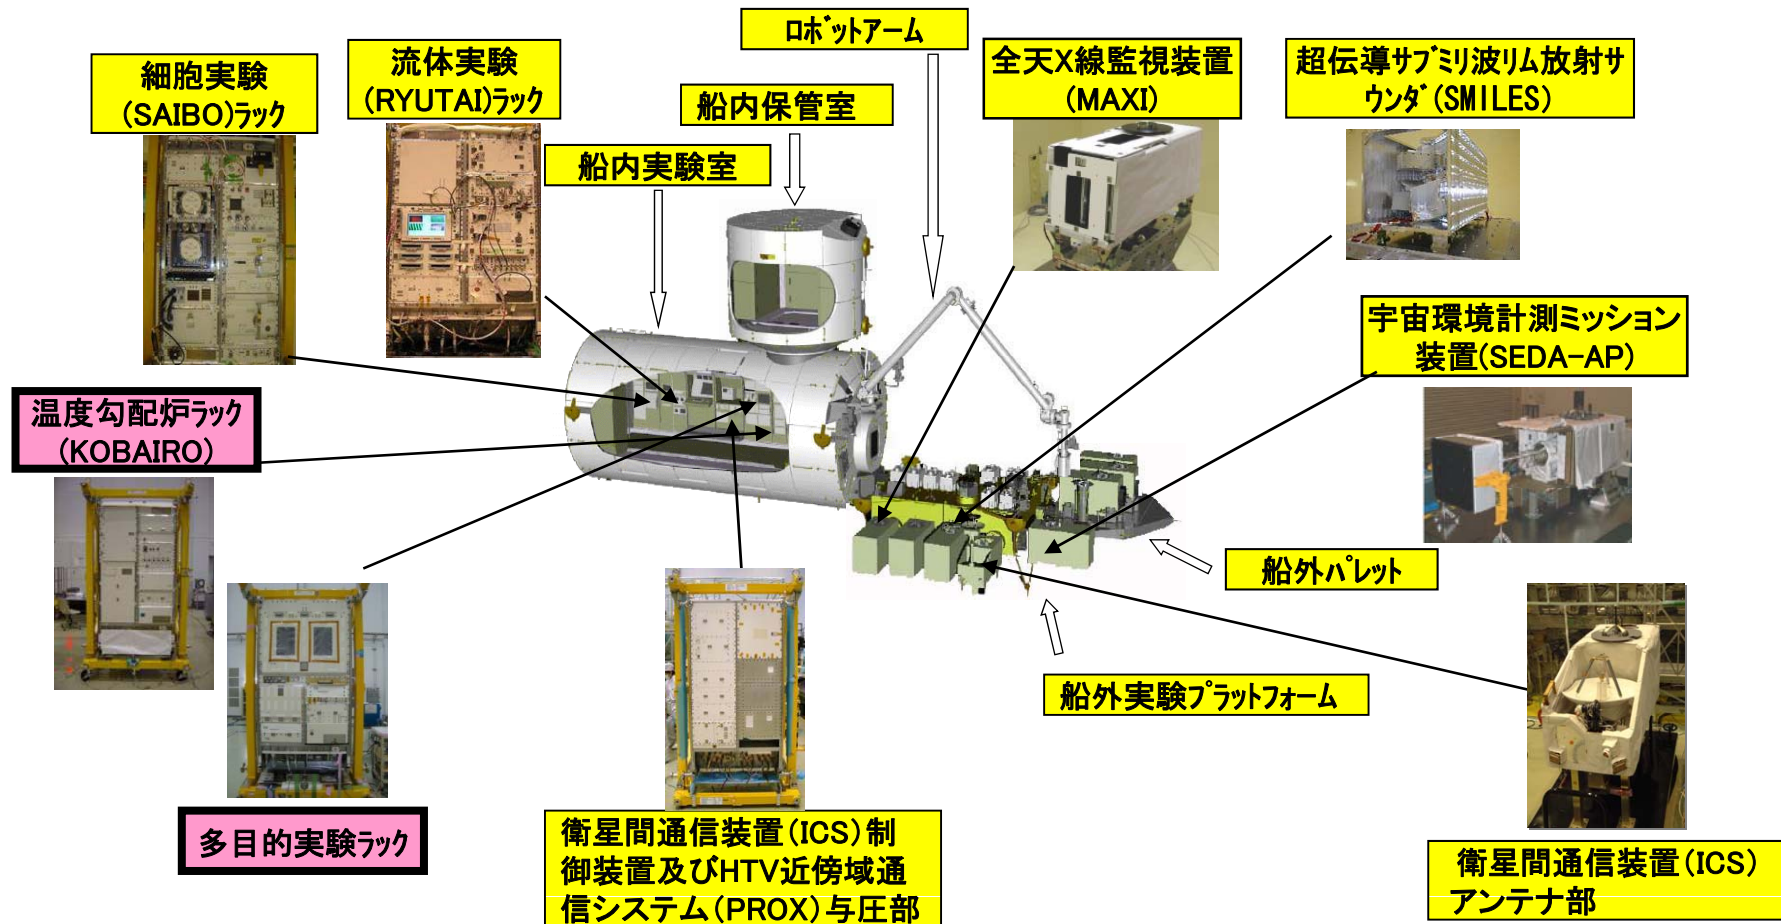 ロボットアーム
細胞実験
(SAIBO)ラック
流体実験
(RYUTAI)ラック
船内保管室
船内実験室
全天X線監視装置
(MAXI)
超伝導サブミリ波リム放射サ
ウンダ(SMILES)
宇宙環境計測ミッション
装置(SEDA-AP)
温度勾配炉ラック
(KOBAIRO)
船外パレット
船外実験プラットフォーム
多目的実験ラック
衛星間通信装置(ICS)制
御装置及びHTV近傍域通
信システム(PROX)与圧部
衛星間通信装置(ICS)
アンテナ部